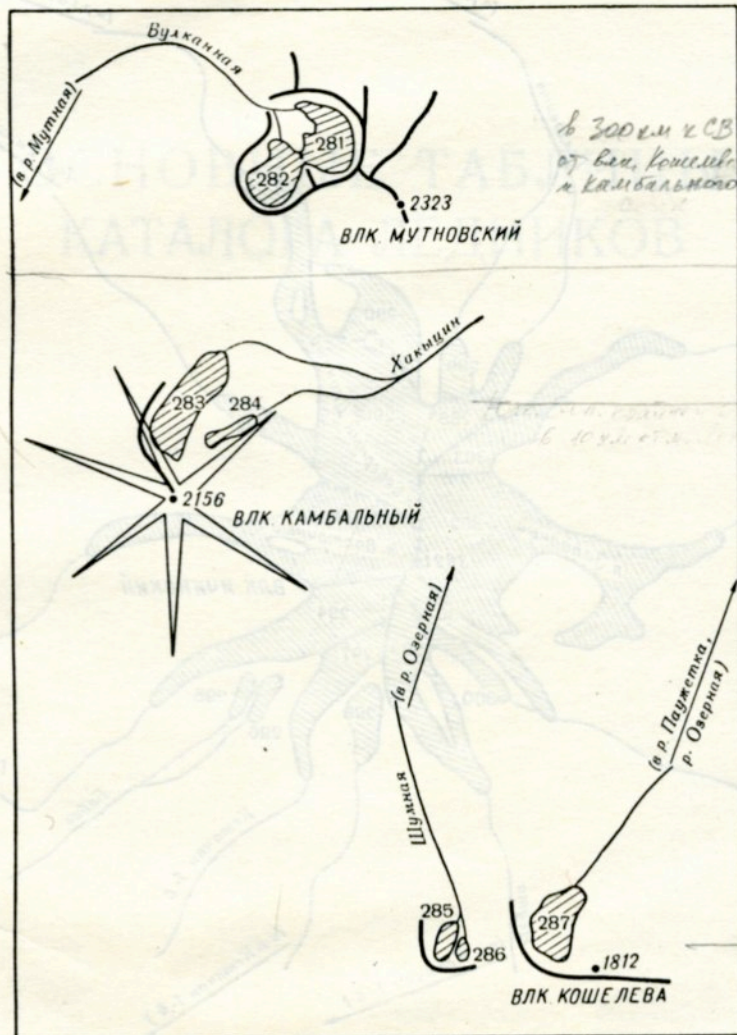 Вулканная
(в р. Мутная)
281
282
2323
ВЛК. МУТНОВСКИЙ
в 300 км к СВ
от влк. Кошелева
и Камбального
Хакыцин
283
284
2156
ВЛК. КАМБАЛЬНЫЙ
(в р. Озерная)
(в р. Паужетка,
р. Озерная)
Шумная
285
286
287
1812
ВЛК. КОШЕЛЕВА